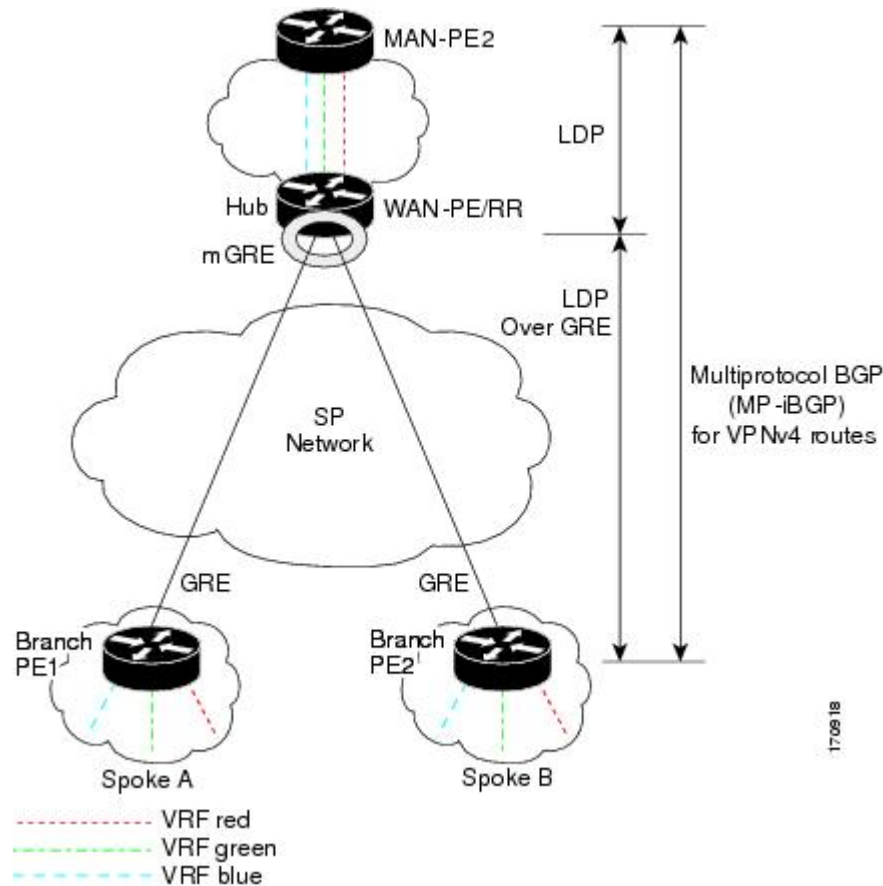 MAN-PE2
LDP
Hub
WAN-PE/RR
mGRE
LDP
Over GRE
Multiprotocol BGP
(MP-iBGP)
for VPNv4 routes
SP
Network
GRE
GRE
Branch
PE1
Branch
PE2
170918
Spoke A
Spoke B
VRF red
VRF green
VRF blue